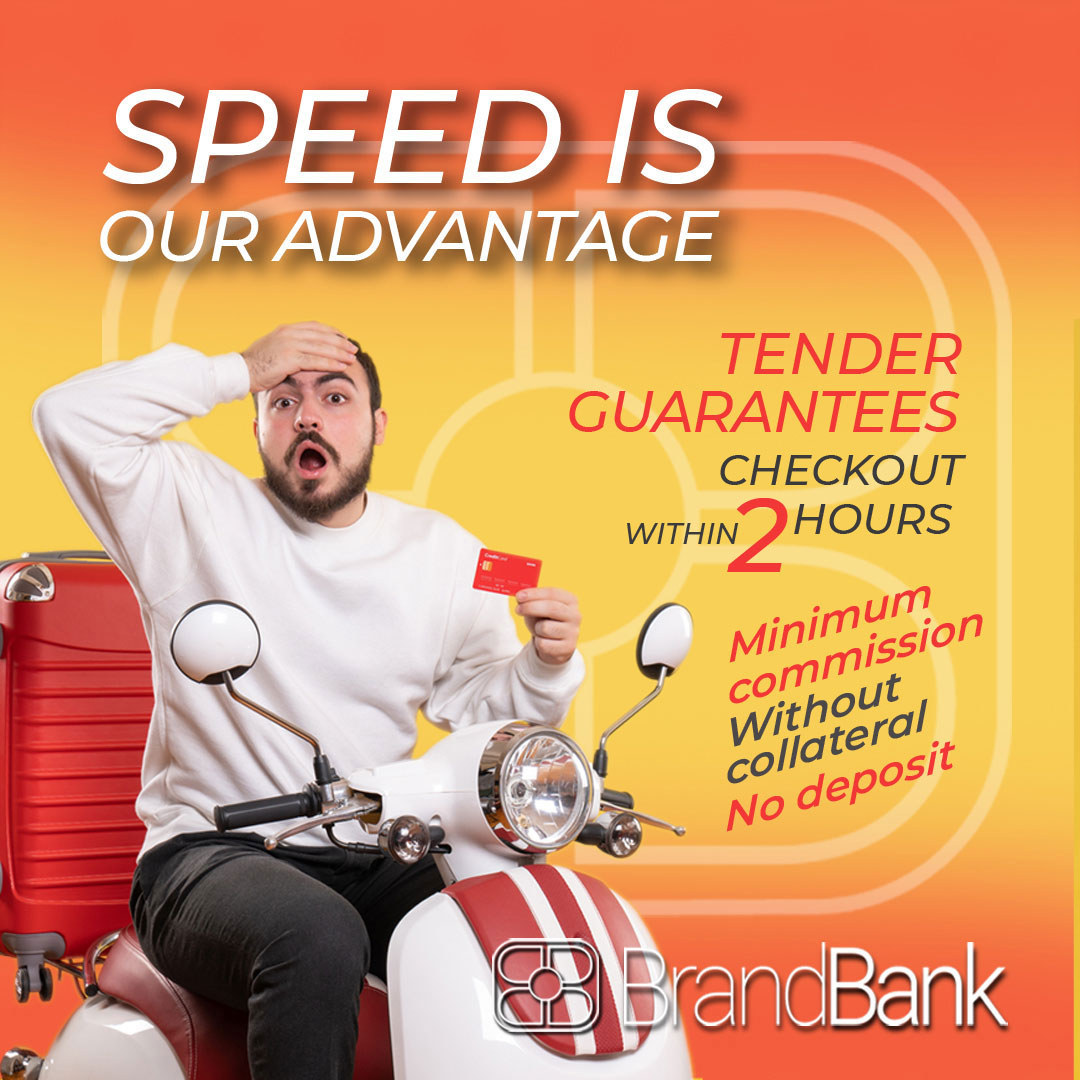 SPEED IS
OUR ADVANTAGE
TENDER
GUARANTEES
CHECKOUT
WITHIN 2 HOURS
Minimum
commission
Without
collateral
No deposit
BrandBank